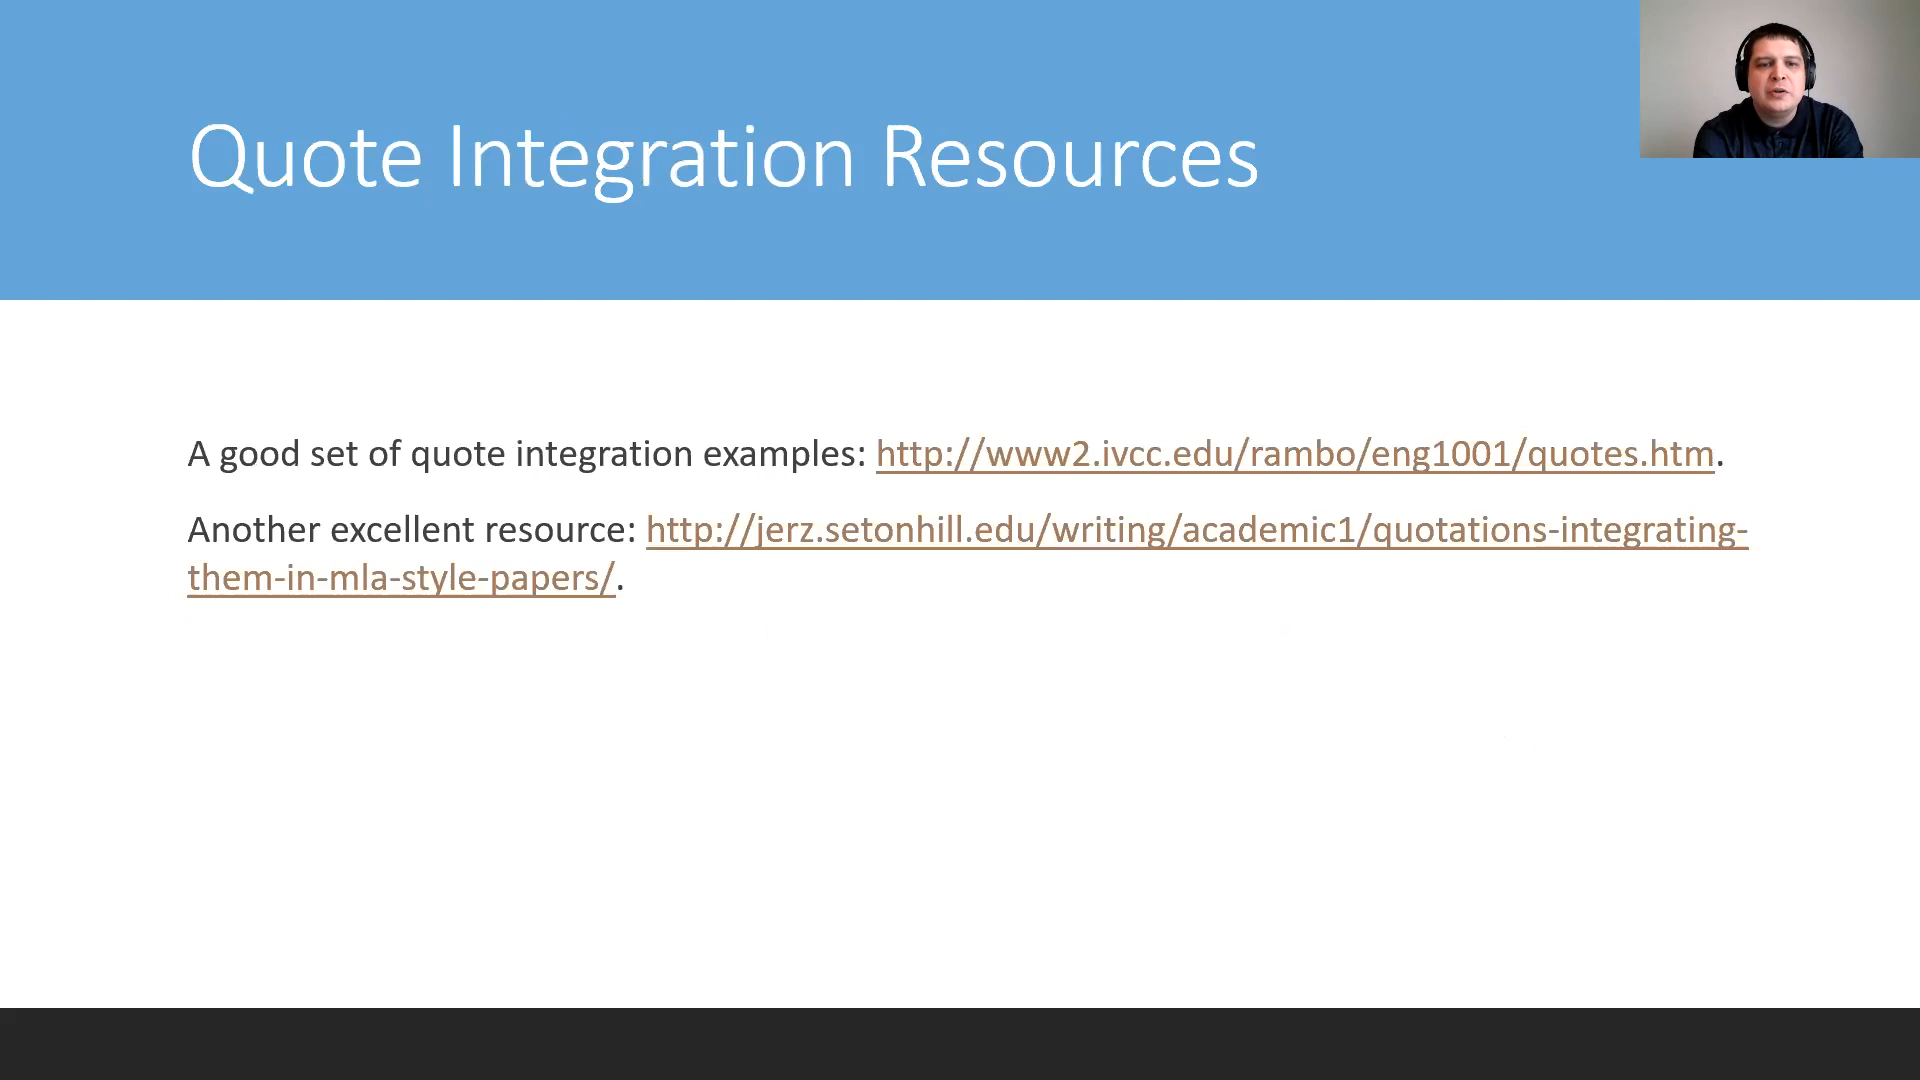 Quote Integration Resources
A good set of quote integration examples: http://www2.ivcc.edu/rambo/eng1001/quotes.htm.
Another excellent resource: http://jerz.setonhill.edu/writing/academic1/quotations-integrating-
them-in-mla-style-papers/.